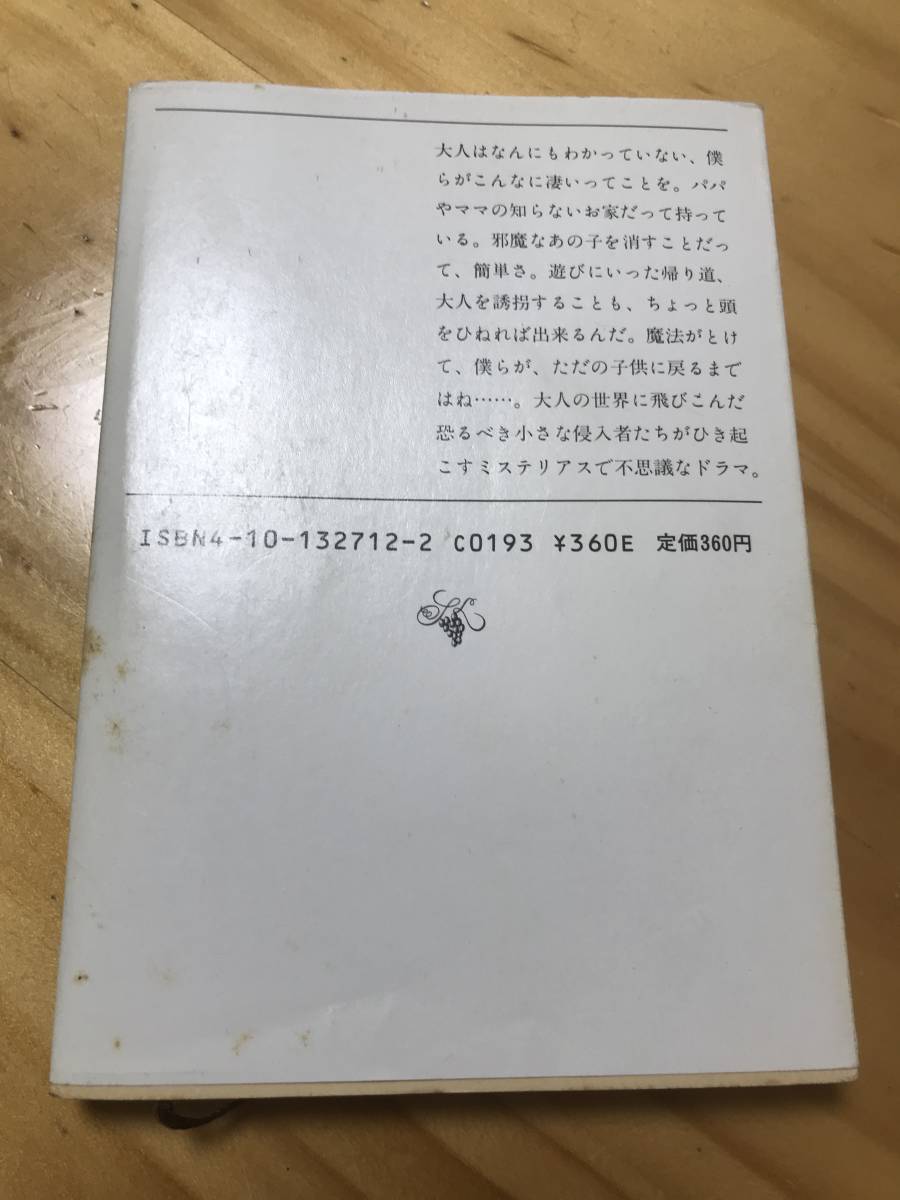 大人はなんにもわかっていない、僕
らがこんなに凄いってことを。パパ
やママの知らないお家だって持って
いる。邪魔なあの子を消すことだっ
て、簡単さ。遊びにいった帰り道、
大人を誘拐することも、ちょっと頭
をひねれば出来るんだ。魔法がとけ
て、僕らが、ただの子供に戻るまで
はね……。大人の世界に飛びこんだ
恐るべき小さな侵入者たちがひき起
こすミステリアスで不思議なドラマ。
ISBN4-10-132712-2 C0193 ¥360E 定価360円